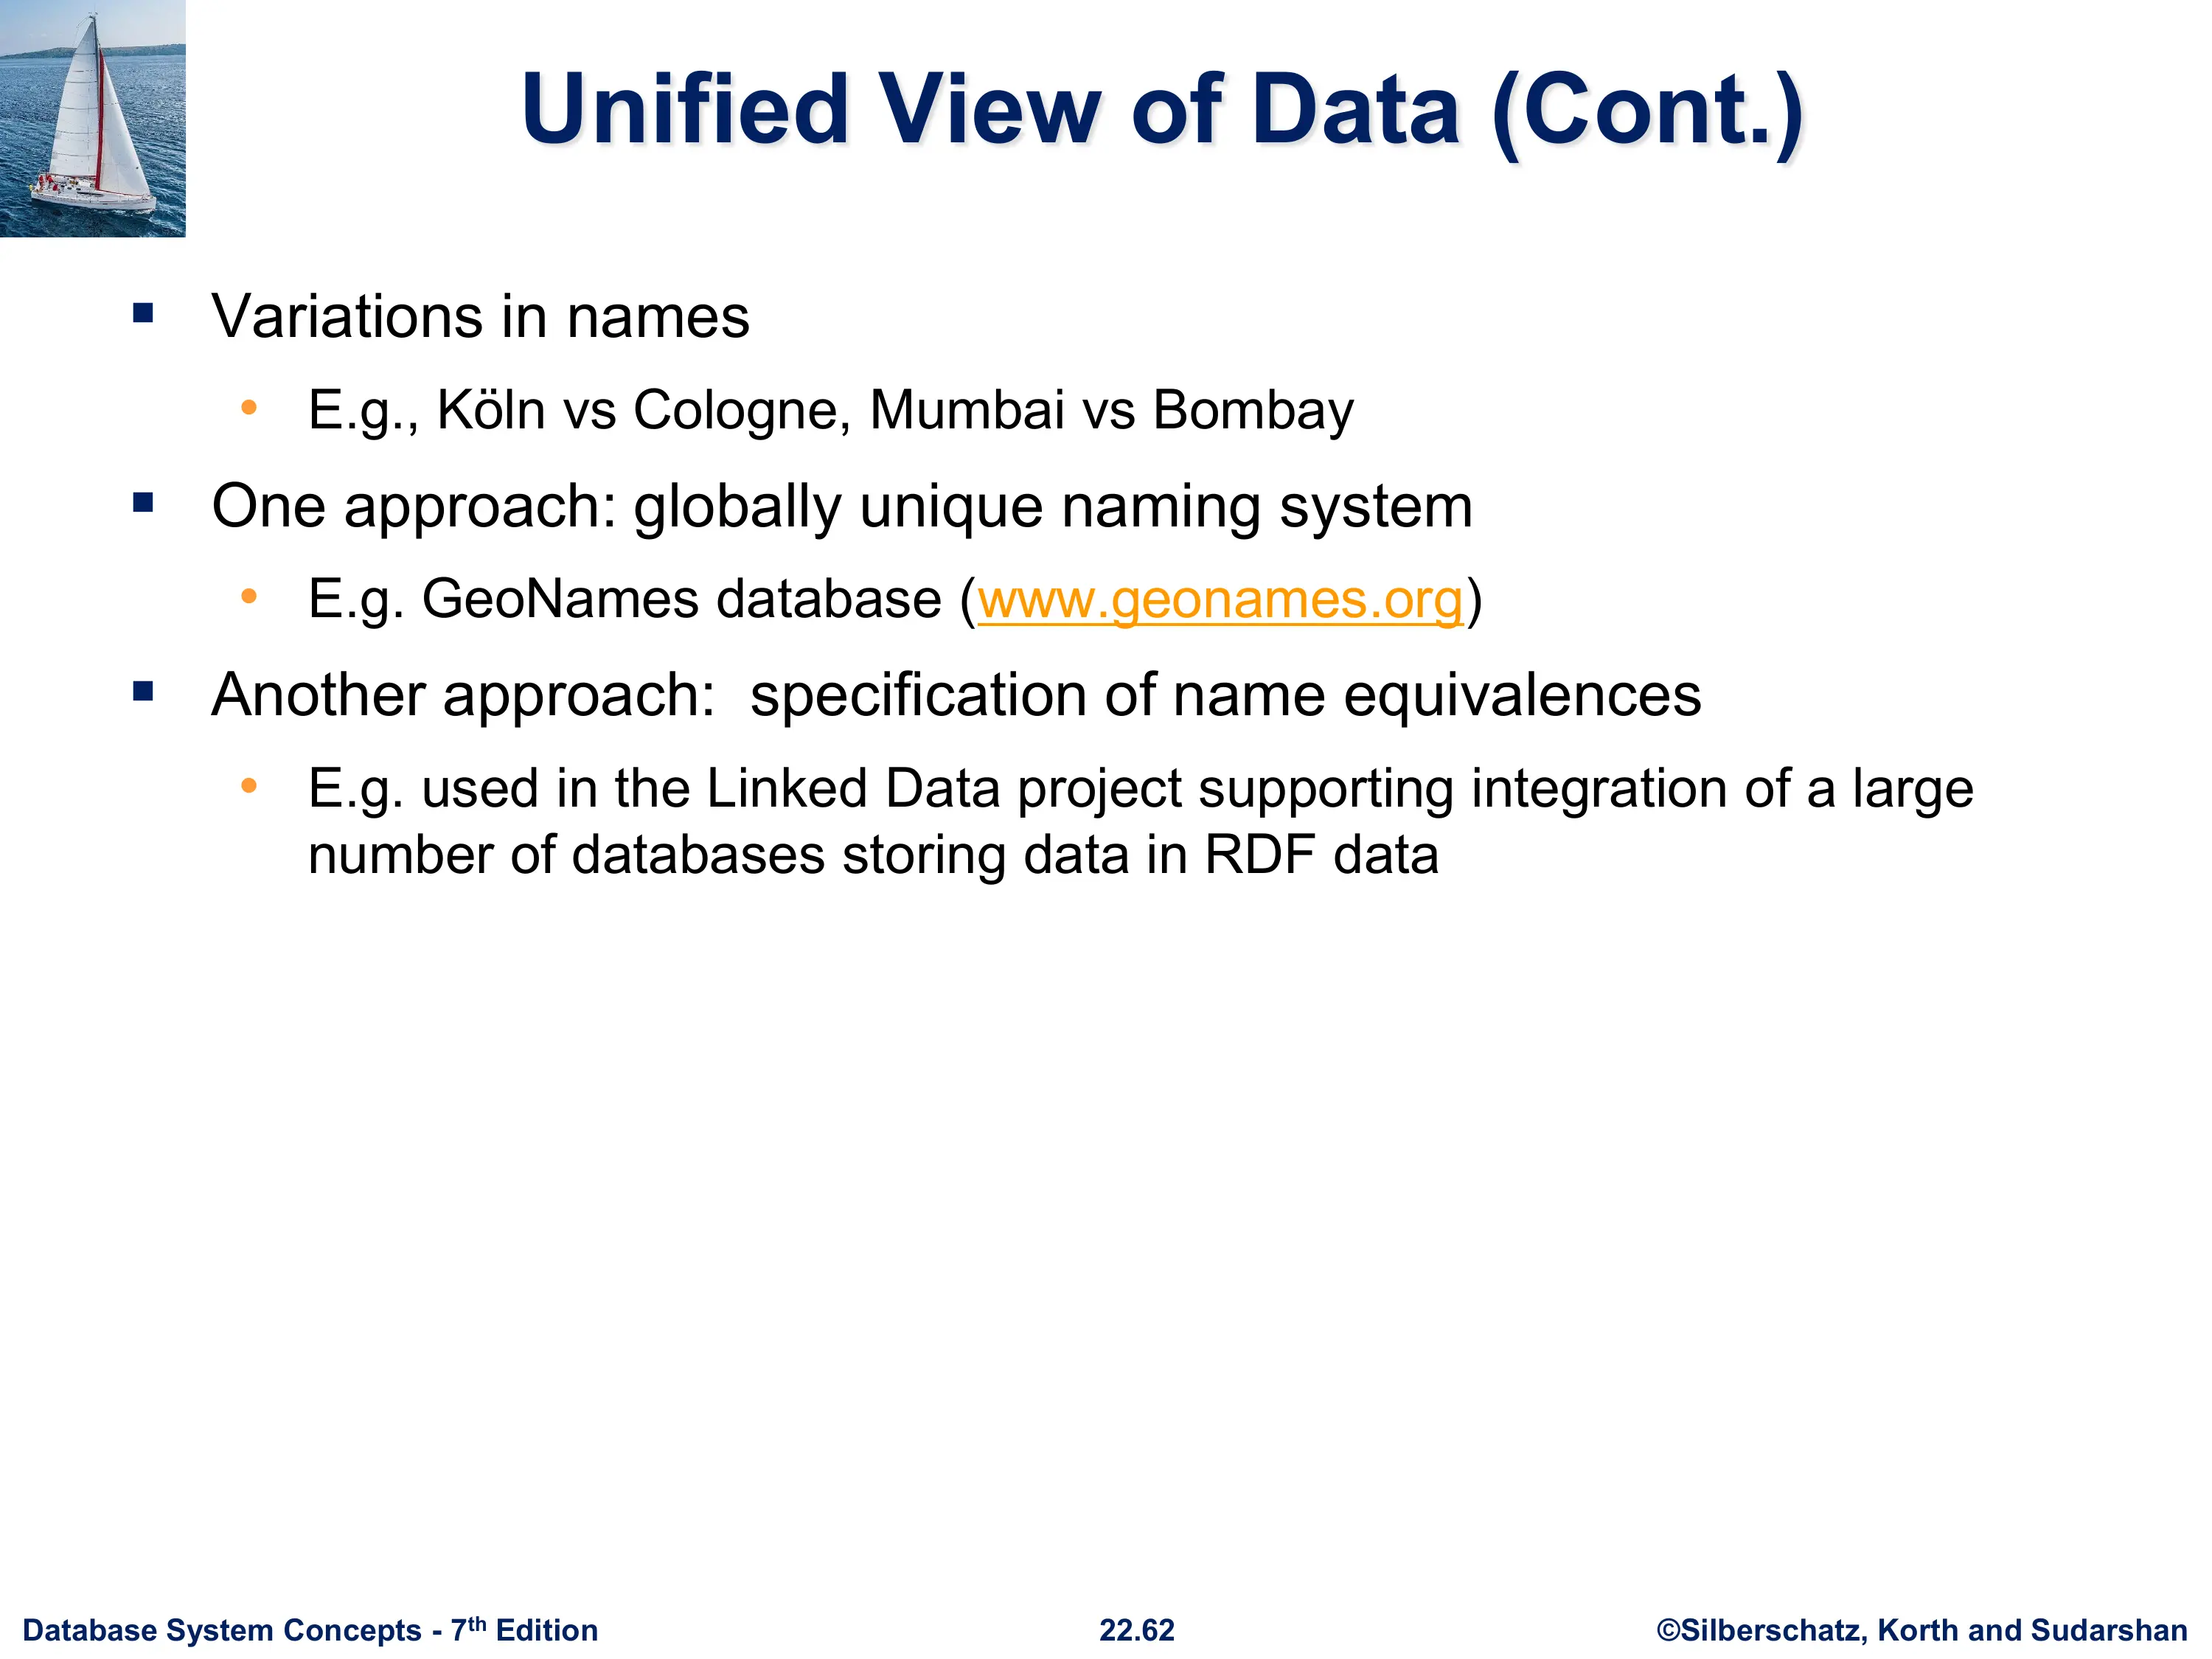 Unified View of Data (Cont.)
▪ Variations in names
• E.g., Köln vs Cologne, Mumbai vs Bombay
▪ One approach: globally unique naming system
• E.g. GeoNames database (www.geonames.org)
▪ Another approach:  specification of name equivalences
• E.g. used in the Linked Data project supporting integration of a large
number of databases storing data in RDF data
Database System Concepts - 7th Edition
22.62
©Silberschatz, Korth and Sudarshan